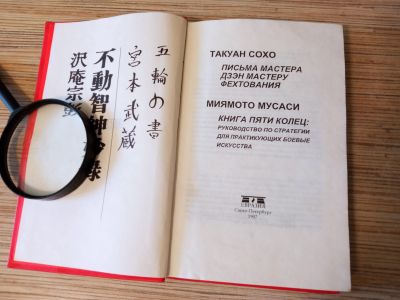 五輪の書
宮本武蔵
不動智神妙録
沢庵宗彭
ТАКУАН СОХО
ПИСЬМА МАСТЕРА
ДЗЭН МАСТЕРУ
ФЕХТОВАНИЯ
МИЯМОТО МУСАСИ
КНИГА ПЯТИ КОЛЕЦ:
РУКОВОДСТВО ПО СТРАТЕГИИ
ДЛЯ ПРАКТИКУЮЩИХ БОЕВЫЕ
ИСКУССТВА
ЕВРАЗИЯ
Санкт-Петербург
1997